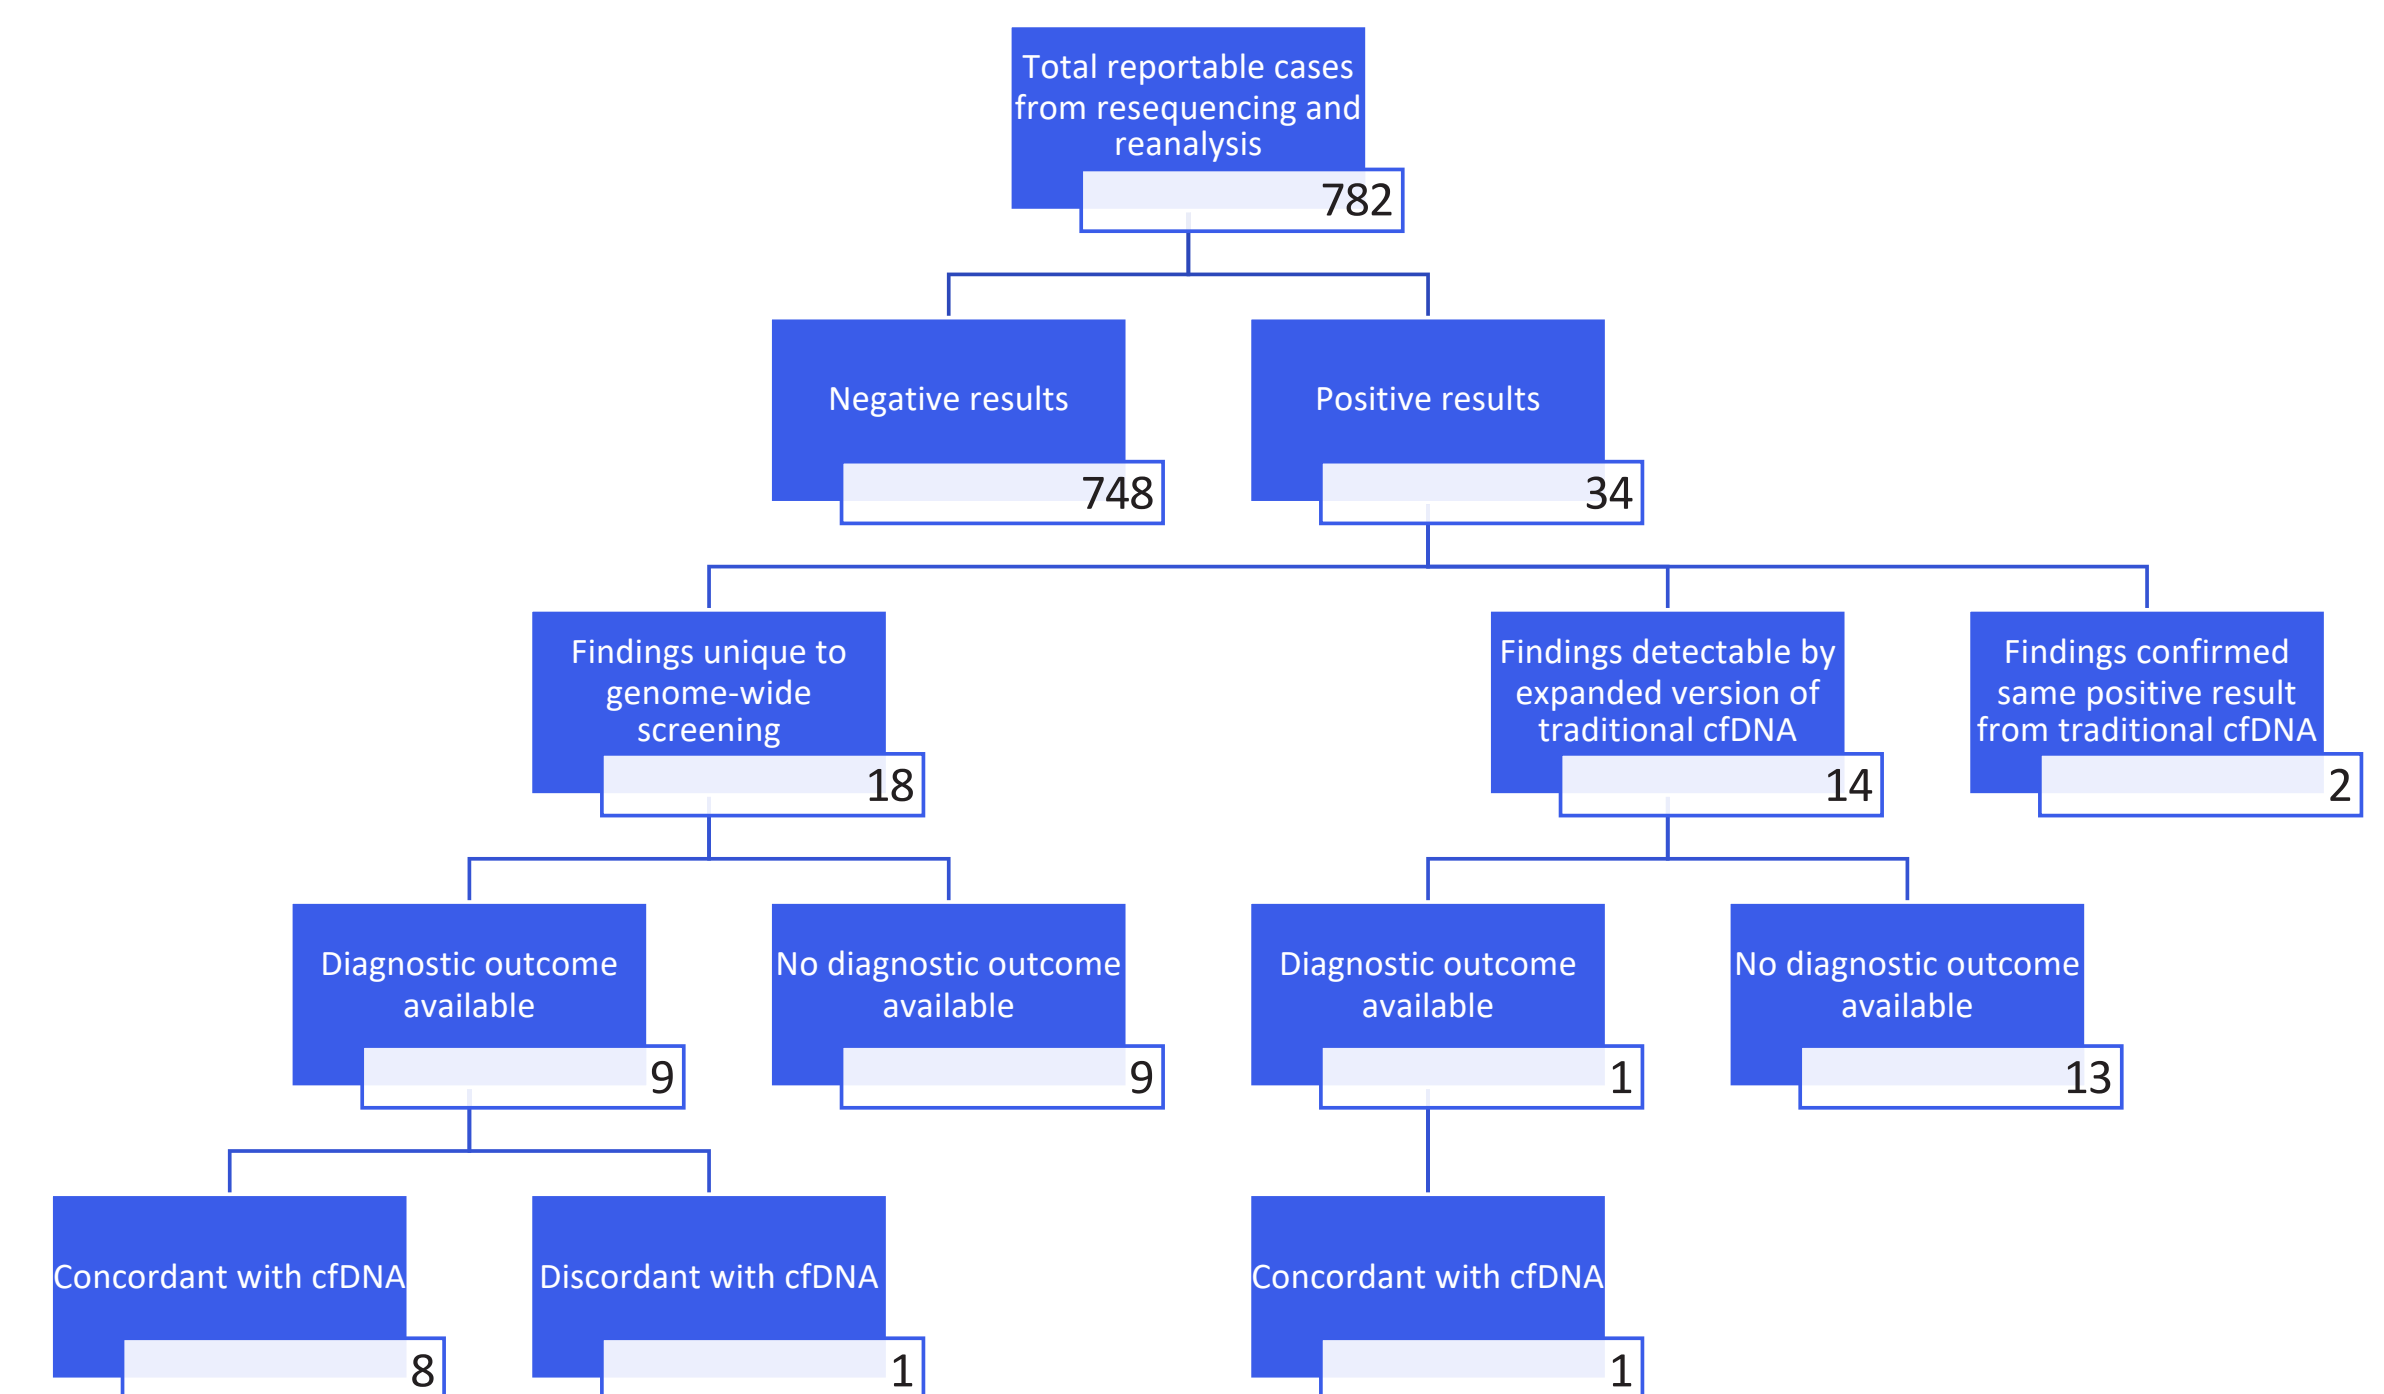 Total reportable cases
from resequencing and
reanalysis
782
Negative results
748
Positive results
34
Findings unique to
genome-wide
screening
18
Findings detectable by
expanded version of
traditional cfDNA
14
Findings confirmed
same positive result
from traditional cfDNA
2
Diagnostic outcome
available
9
No diagnostic outcome
available
9
Diagnostic outcome
available
1
No diagnostic outcome
available
13
Concordant with cfDNA
8
Discordant with cfDNA
1
Concordant with cfDNA
1